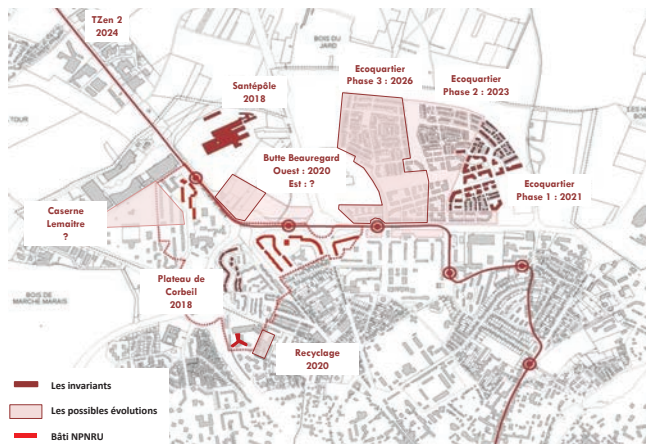 TZen 2
2024
BOIS DU
JARD
Santépôle
2018
Ecoquartier
Phase 3 : 2026
Ecoquartier
Phase 2 : 2023
Butte Beauregard
Ouest : 2020
Est : ?
Ecoquartier
Phase 1 : 2021
Caserne
Lemaitre
?
Plateau de
Corbeil
2018
BOIS DE
MARCHÉ MARAIS
Recyclage
2020
Les invariants
Les possibles évolutions
Bâti NPNRU